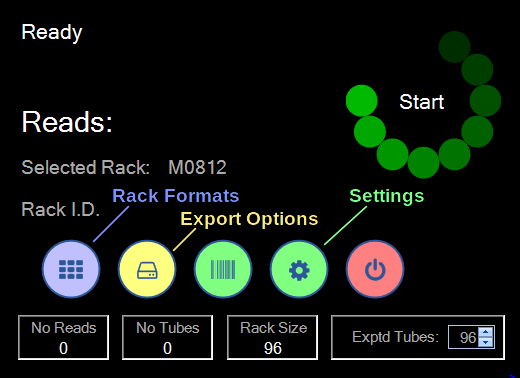 Ready
Start
Reads:
Selected Rack: M0812
Rack Formats
Settings
Rack I.D.
Export Options
No Reads
0
No Tubes
0
Rack Size
96
Exptd Tubes: 96